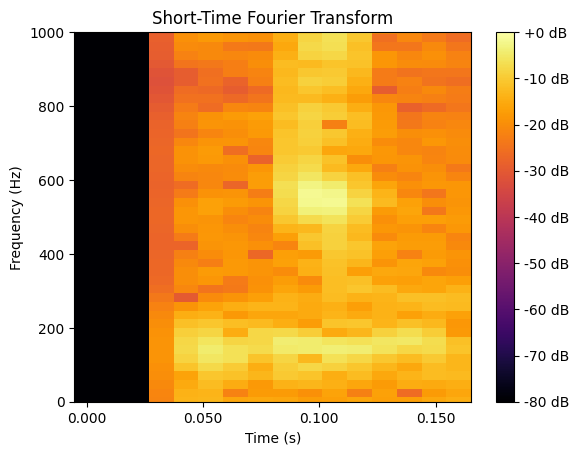 Short-Time Fourier Transform
1000
800
600
400
200
0
Frequency (Hz)
0.000
0.050
0.100
0.150
Time (s)
+0 dB
-10 dB
-20 dB
-30 dB
-40 dB
-50 dB
-60 dB
-70 dB
-80 dB